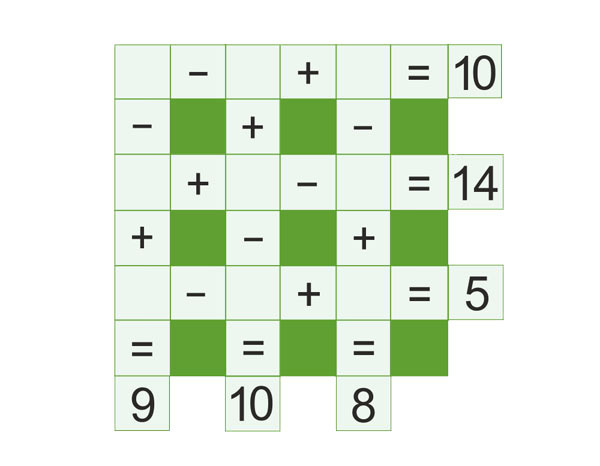 − + = 10
− + −
+ − = 14
+ − +
− + = 5
= = =
9 10 8